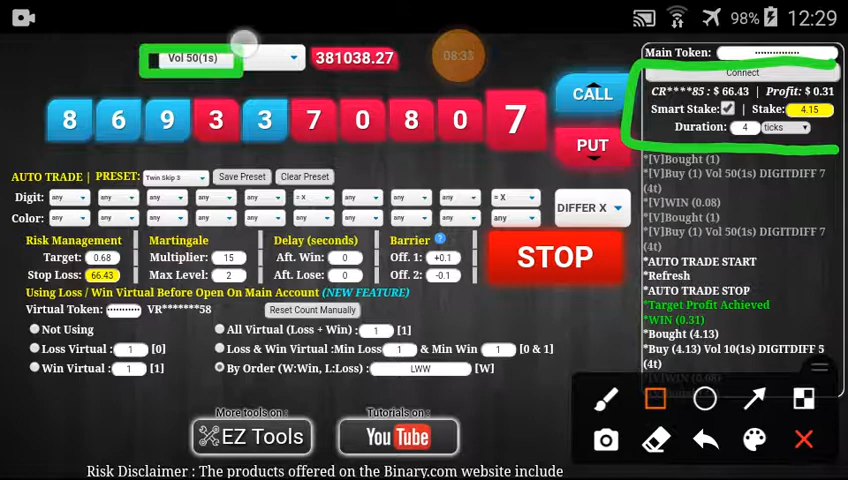 98% 12:29
Vol 50(1s) 381038.27 08:33 Main Token: ***************
Connect
CR****85 : $ 66.43 | Profit: $ 0.31
CALL
Smart Stake: | Stake: 4.15
8 6 9 3 3 7 0 8 0 7
Duration: 4 ticks
PUT
*[V]Bought (1)
AUTO TRADE | PRESET: Twin Skip 3 Save Preset Clear Preset
*[V]Buy (1) Vol 50(1s) DIGITDIFF 7
(4t)
Digit: any any any any any = X any any any = X
*[V]WIN (0.08)
DIFFER X
*[V]Bought (1)
Color: any any any any any any any any any any
*[V]Buy (1) Vol 50(1s) DIGITDIFF 7
(4t)
Risk Management Martingale Delay (seconds) Barrier ?
STOP
Target: 0.68 Multiplier: 15 Aft. Win: 0 Off. 1: +0.1
*AUTO TRADE START
Stop Loss: 66.43 Max Level: 2 Aft. Lose: 0 Off. 2: -0.1
*Refresh
*AUTO TRADE STOP
Using Loss / Win Virtual Before Open On Main Account (NEW FEATURE)
*Target Profit Achieved
Virtual Token: *********** VR*******58 Reset Count Manually
*WIN (0.31)
Not Using All Virtual (Loss + Win) : 1 [1]
*Bought (4.13)
Loss Virtual : 1 [0] Loss & Win Virtual :Min Loss 1 & Min Win 1 [0 & 1]
*Buy (4.13) Vol 10(1s) DIGITDIFF 5
(4t)
Win Virtual : 1 [1] By Order (W:Win, L:Loss) : LWW [W]
More tools on : Tutorials on :
EZ Tools YouTube
Risk Disclaimer : The products offered on the Binary.com website include